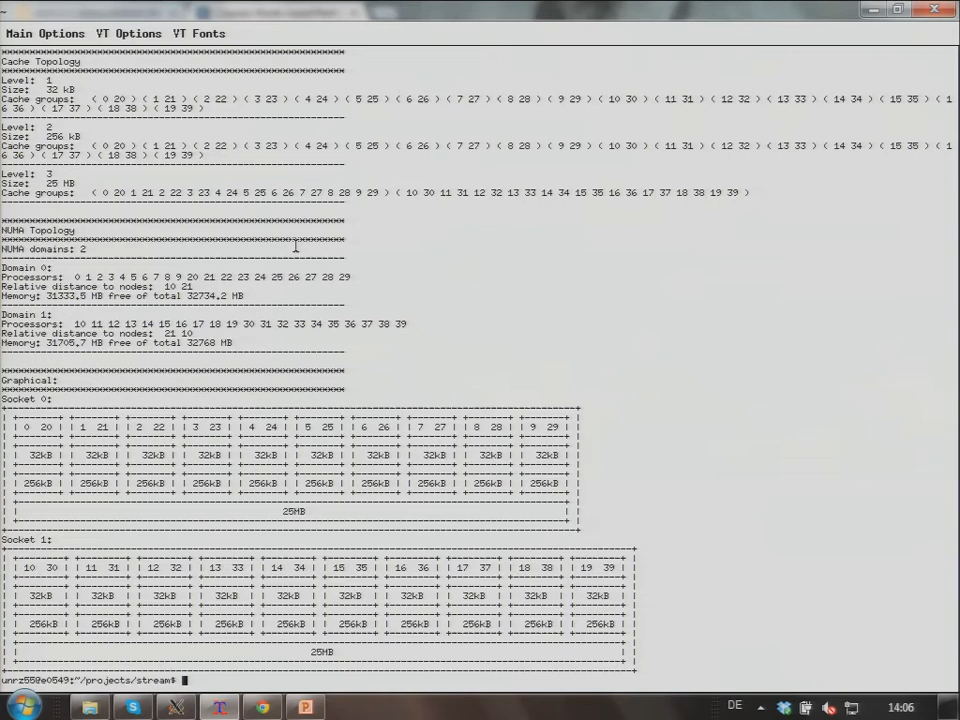 ~
Main Options VT Options VT Fonts
*************************************************************
Cache Topology
*************************************************************
Level: 1
Size: 32 kB
Cache groups: ( 0 20 ) ( 1 21 ) ( 2 22 ) ( 3 23 ) ( 4 24 ) ( 5 25 ) ( 6 26 ) ( 7 27 ) ( 8 28 ) ( 9 29 ) ( 10 30 ) ( 11 31 ) ( 12 32 ) ( 13 33 ) ( 14 34 ) ( 15 35 ) ( 1
6 36 ) ( 17 37 ) ( 18 38 ) ( 19 39 )
-------------------------------------------------------------
Level: 2
Size: 256 kB
Cache groups: ( 0 20 ) ( 1 21 ) ( 2 22 ) ( 3 23 ) ( 4 24 ) ( 5 25 ) ( 6 26 ) ( 7 27 ) ( 8 28 ) ( 9 29 ) ( 10 30 ) ( 11 31 ) ( 12 32 ) ( 13 33 ) ( 14 34 ) ( 15 35 ) ( 1
6 36 ) ( 17 37 ) ( 18 38 ) ( 19 39 )
-------------------------------------------------------------
Level: 3
Size: 25 MB
Cache groups: ( 0 20 1 21 2 22 3 23 4 24 5 25 6 26 7 27 8 28 9 29 ) ( 10 30 11 31 12 32 13 33 14 34 15 35 16 36 17 37 18 38 19 39 )
-------------------------------------------------------------
*************************************************************
NUMA Topology
*************************************************************
NUMA domains: 2
-------------------------------------------------------------
Domain 0:
Processors: 0 1 2 3 4 5 6 7 8 9 20 21 22 23 24 25 26 27 28 29
Relative distance to nodes: 10 21
Memory: 31333.5 MB free of total 32734.2 MB
-------------------------------------------------------------
Domain 1:
Processors: 10 11 12 13 14 15 16 17 18 19 30 31 32 33 34 35 36 37 38 39
Relative distance to nodes: 21 10
Memory: 31705.7 MB free of total 32768 MB
-------------------------------------------------------------
*************************************************************
Graphical:
*************************************************************
Socket 0:
| | 0 20 | | 1 21 | | 2 22 | | 3 23 | | 4 24 | | 5 25 | | 6 26 | | 7 27 | | 8 28 | | 9 29 | |
| | 32kB | | 32kB | | 32kB | | 32kB | | 32kB | | 32kB | | 32kB | | 32kB | | 32kB | | 32kB | |
| | 256kB | | 256kB | | 256kB | | 256kB | | 256kB | | 256kB | | 256kB | | 256kB | | 256kB | | 256kB | |
| | 25MB | |
Socket 1:
| | 10 30 | | 11 31 | | 12 32 | | 13 33 | | 14 34 | | 15 35 | | 16 36 | | 17 37 | | 18 38 | | 19 39 | |
| | 32kB | | 32kB | | 32kB | | 32kB | | 32kB | | 32kB | | 32kB | | 32kB | | 32kB | | 32kB | |
| | 256kB | | 256kB | | 256kB | | 256kB | | 256kB | | 256kB | | 256kB | | 256kB | | 256kB | | 256kB | |
| | 25MB | |
unrz55@e0549:~/projects/stream$
DE 14:06